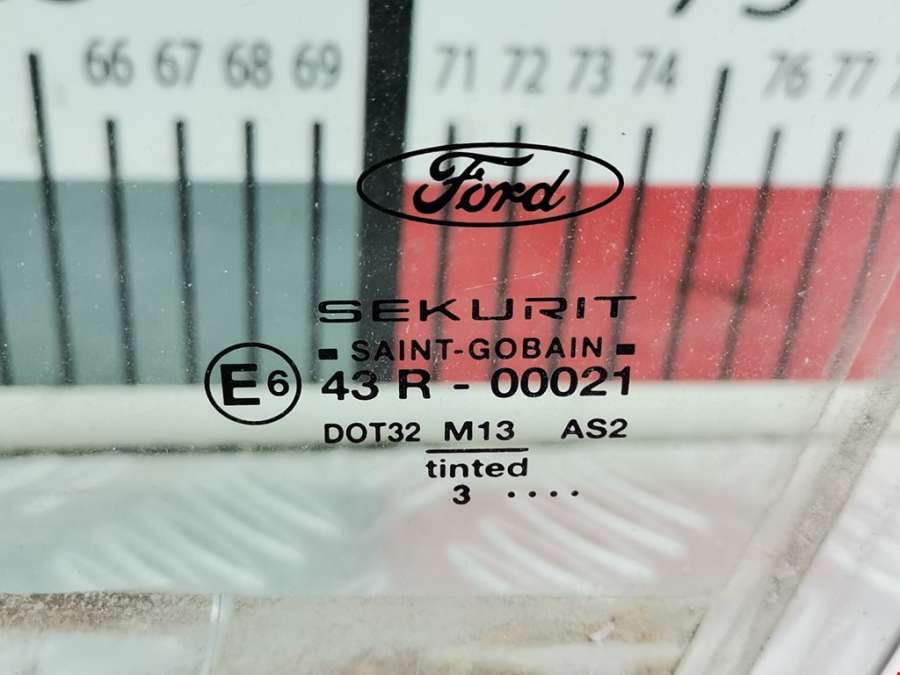 66 67 68 69 71 72 73 74 76 77
Ford
SEKURIT
SAINT-GOBAIN
E6 43 R - 00021
DOT32 M13 AS2
tinted
3 ....